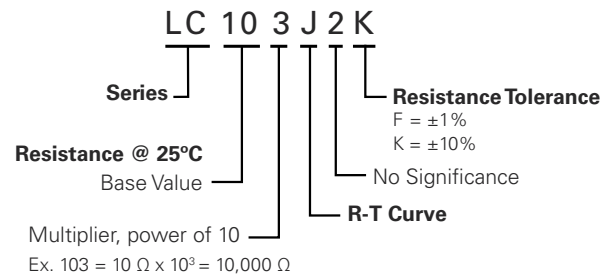 LC 10 3 J 2 K
Series
Resistance Tolerance
F = ±1%
K = ±10%
Resistance @ 25ºC
Base Value
No Significance
R-T Curve
Multiplier, power of 10
Ex. 103 = 10 Ω x 10³ = 10,000 Ω